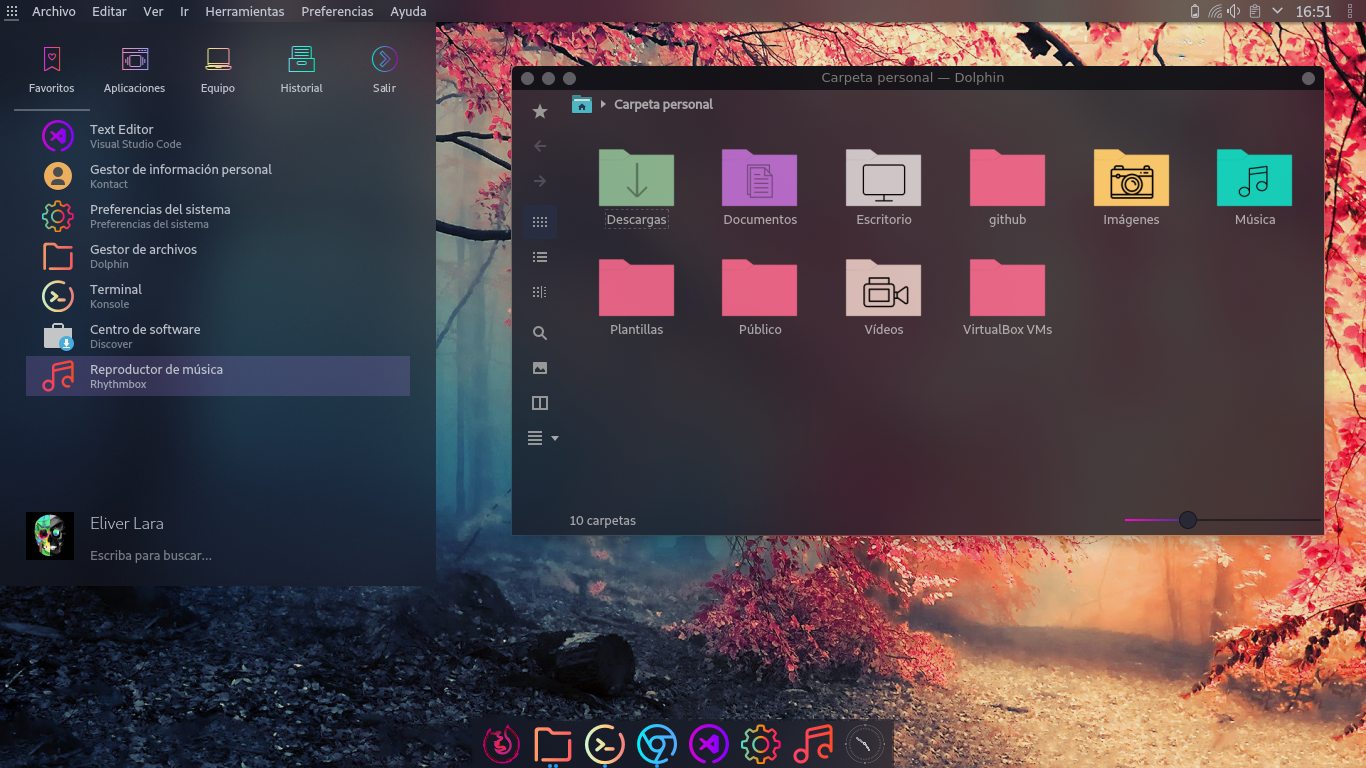 Archivo Editar Ver Ir Herramientas Preferencias Ayuda 16:51
Favoritos Aplicaciones Equipo Historial Salir
Text Editor
Visual Studio Code
Gestor de información personal
Kontact
Preferencias del sistema
Preferencias del sistema
Gestor de archivos
Dolphin
Terminal
Konsole
Centro de software
Discover
Reproductor de música
Rhythmbox
Eliver Lara
Escriba para buscar...
Carpeta personal — Dolphin
Carpeta personal
Descargas Documentos Escritorio github Imágenes Música
Plantillas Público Vídeos VirtualBox VMs
10 carpetas